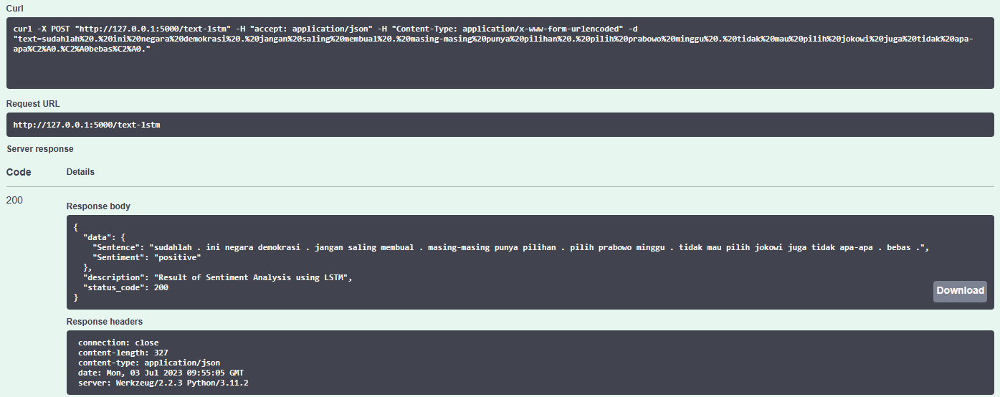 Curl
curl -X POST "http://127.0.0.1:5000/text-lstm" -H "accept: application/json" -H "Content-Type: application/x-www-form-urlencoded" -d
"text=sudahlah%20.%20ini%20negara%20demokrasi%20.%20jangan%20saling%20membual%20.%20masing-masing%20punya%20pilihan%20.%20pilih%20prabowo%20minggu%20.%20tidak%20mau%20pilih%20jokowi%20juga%20tidak%20apa-
apa%C2%A0.%C2%A0bebas%C2%A0."
Request URL
http://127.0.0.1:5000/text-lstm
Server response
Code Details
200
Response body
{
  "data": {
    "Sentence": "sudahlah . ini negara demokrasi . jangan saling membual . masing-masing punya pilihan . pilih prabowo minggu . tidak mau pilih jokowi juga tidak apa-apa . bebas .",
    "Sentiment": "positive"
  },
  "description": "Result of Sentiment Analysis using LSTM",
  "status_code": 200
}
Download
Response headers
connection: close
content-length: 327
content-type: application/json
date: Mon, 03 Jul 2023 09:55:05 GMT
server: Werkzeug/2.2.3 Python/3.11.2